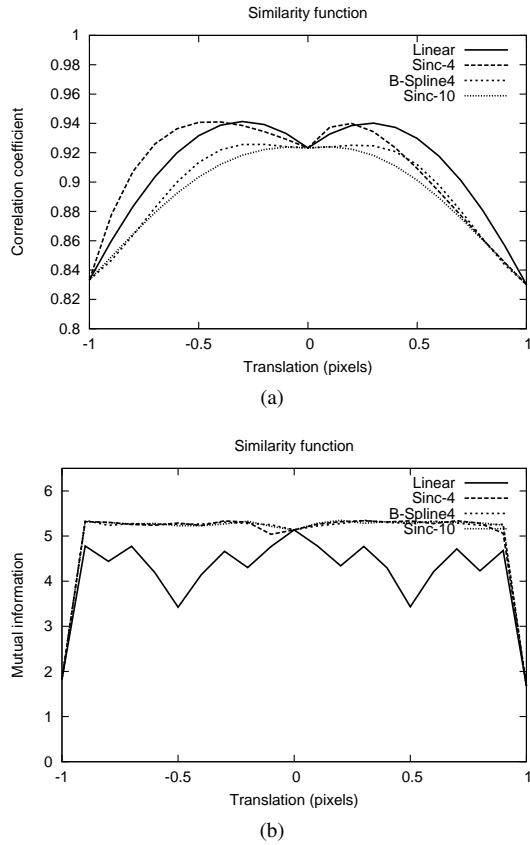 Similarity function
1
0.98
0.96
0.94
0.92
0.9
0.88
0.86
0.84
0.82
0.8
Correlation coefficient
Linear
Sinc-4
B-Spline4
Sinc-10
-1
-0.5
0
0.5
1
Translation (pixels)
(a)
Similarity function
6
5
4
3
2
1
0
Mutual information
Linear
Sinc-4
B-Spline4
Sinc-10
-1
-0.5
0
0.5
1
Translation (pixels)
(b)